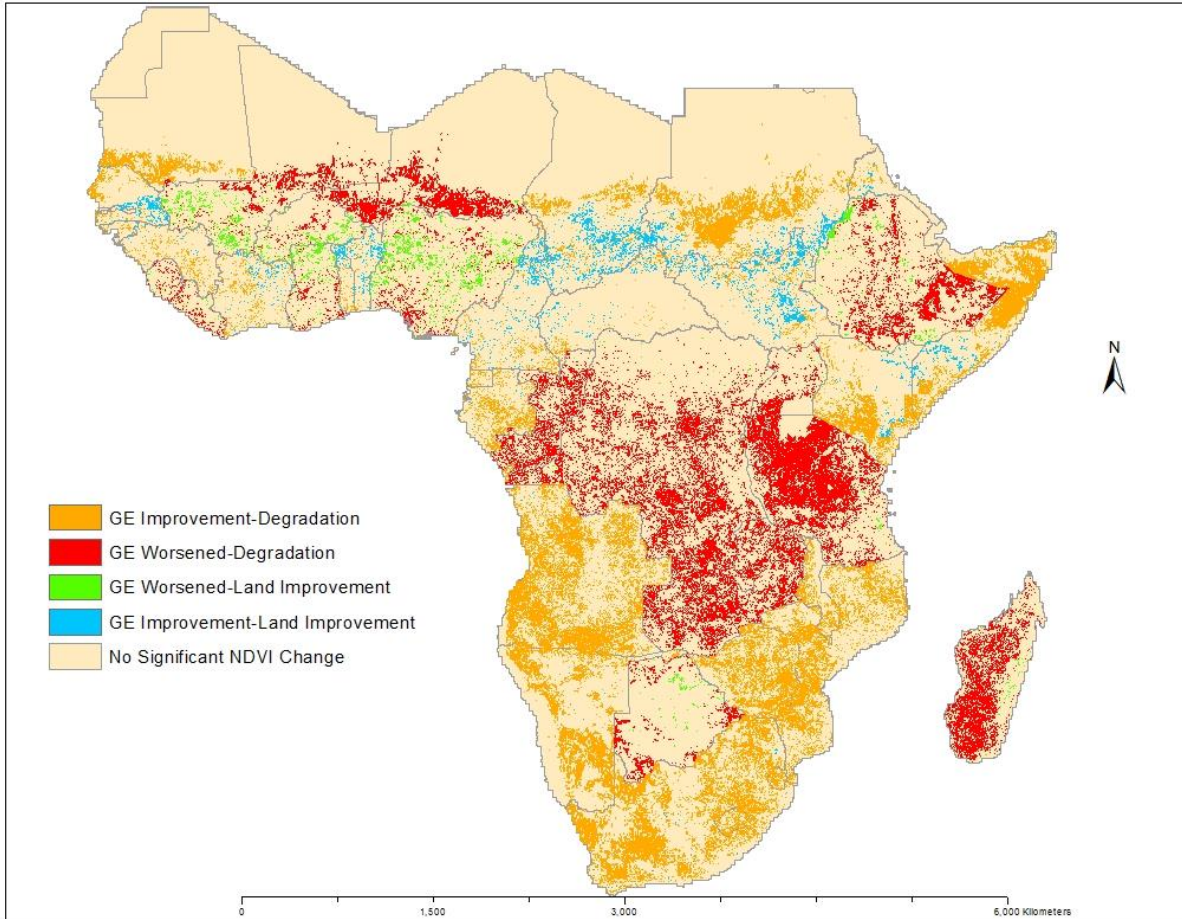 N
GE Improvement-Degradation
GE Worsened-Degradation
GE Worsened-Land Improvement
GE Improvement-Land Improvement
No Significant NDVI Change
0 1,500 3,000 6,000 Kilometers